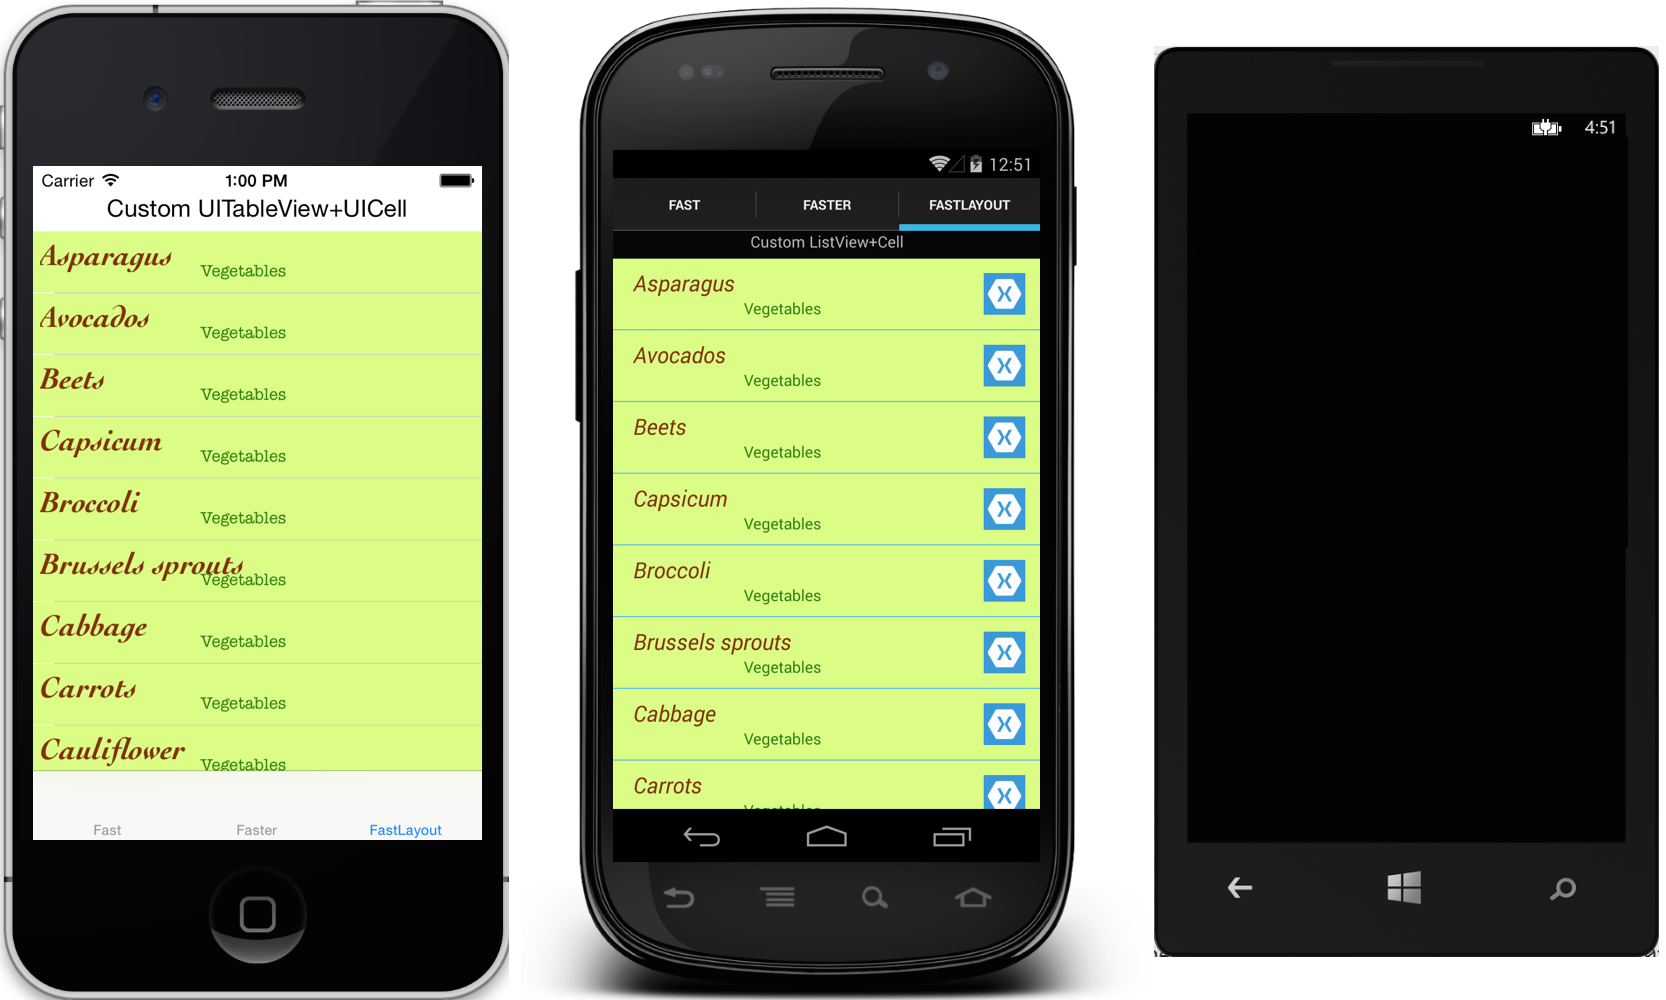 Carrier 1:00 PM
Custom UITableView+UICell
Asparagus
Vegetables
Avocados
Vegetables
Beets
Vegetables
Capsicum
Vegetables
Broccoli
Vegetables
Brussels sprouts
Vegetables
Cabbage
Vegetables
Carrots
Vegetables
Cauliflower
Vegetables
Fast Faster FastLayout
12:51
FAST FASTER FASTLAYOUT
Custom ListView+Cell
Asparagus
Vegetables
Avocados
Vegetables
Beets
Vegetables
Capsicum
Vegetables
Broccoli
Vegetables
Brussels sprouts
Vegetables
Cabbage
Vegetables
Carrots
Vegetables
4:51